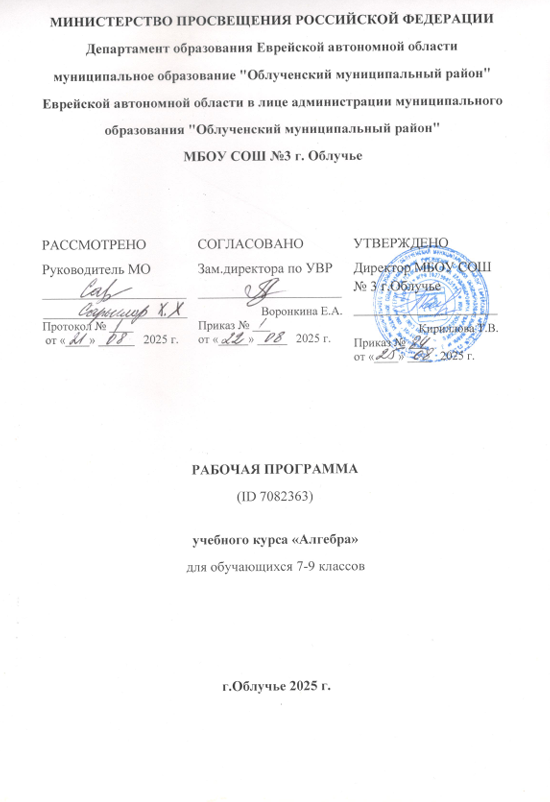 МИНИСТЕРСТВО ПРОСВЕЩЕНИЯ РОССИЙСКОЙ ФЕДЕРАЦИИ
Департамент образования Еврейской автономной области
муниципальное образование "Облученский муниципальный район"
Еврейской автономной области в лице администрации муниципального
образования "Облученский муниципальный район"
МБОУ СОШ №3 г. Облучье
РАССМОТРЕНО
Руководитель МО
Х.Х
Протокол № 1
от «21» 08 2025 г.
СОГЛАСОВАНО
Зам.директора по УВР
Воронкина Е.А.
Приказ № 1
от «22» 08 2025 г.
УТВЕРЖДЕНО
Директор МБОУ СОШ
№ 3 г.Облучье
Кириллова Т.В.
Приказ № 24
от «25» 08 2025 г.
РАБОЧАЯ ПРОГРАММА
(ID 7082363)
учебного курса «Алгебра»
для обучающихся 7-9 классов
г.Облучье 2025 г.